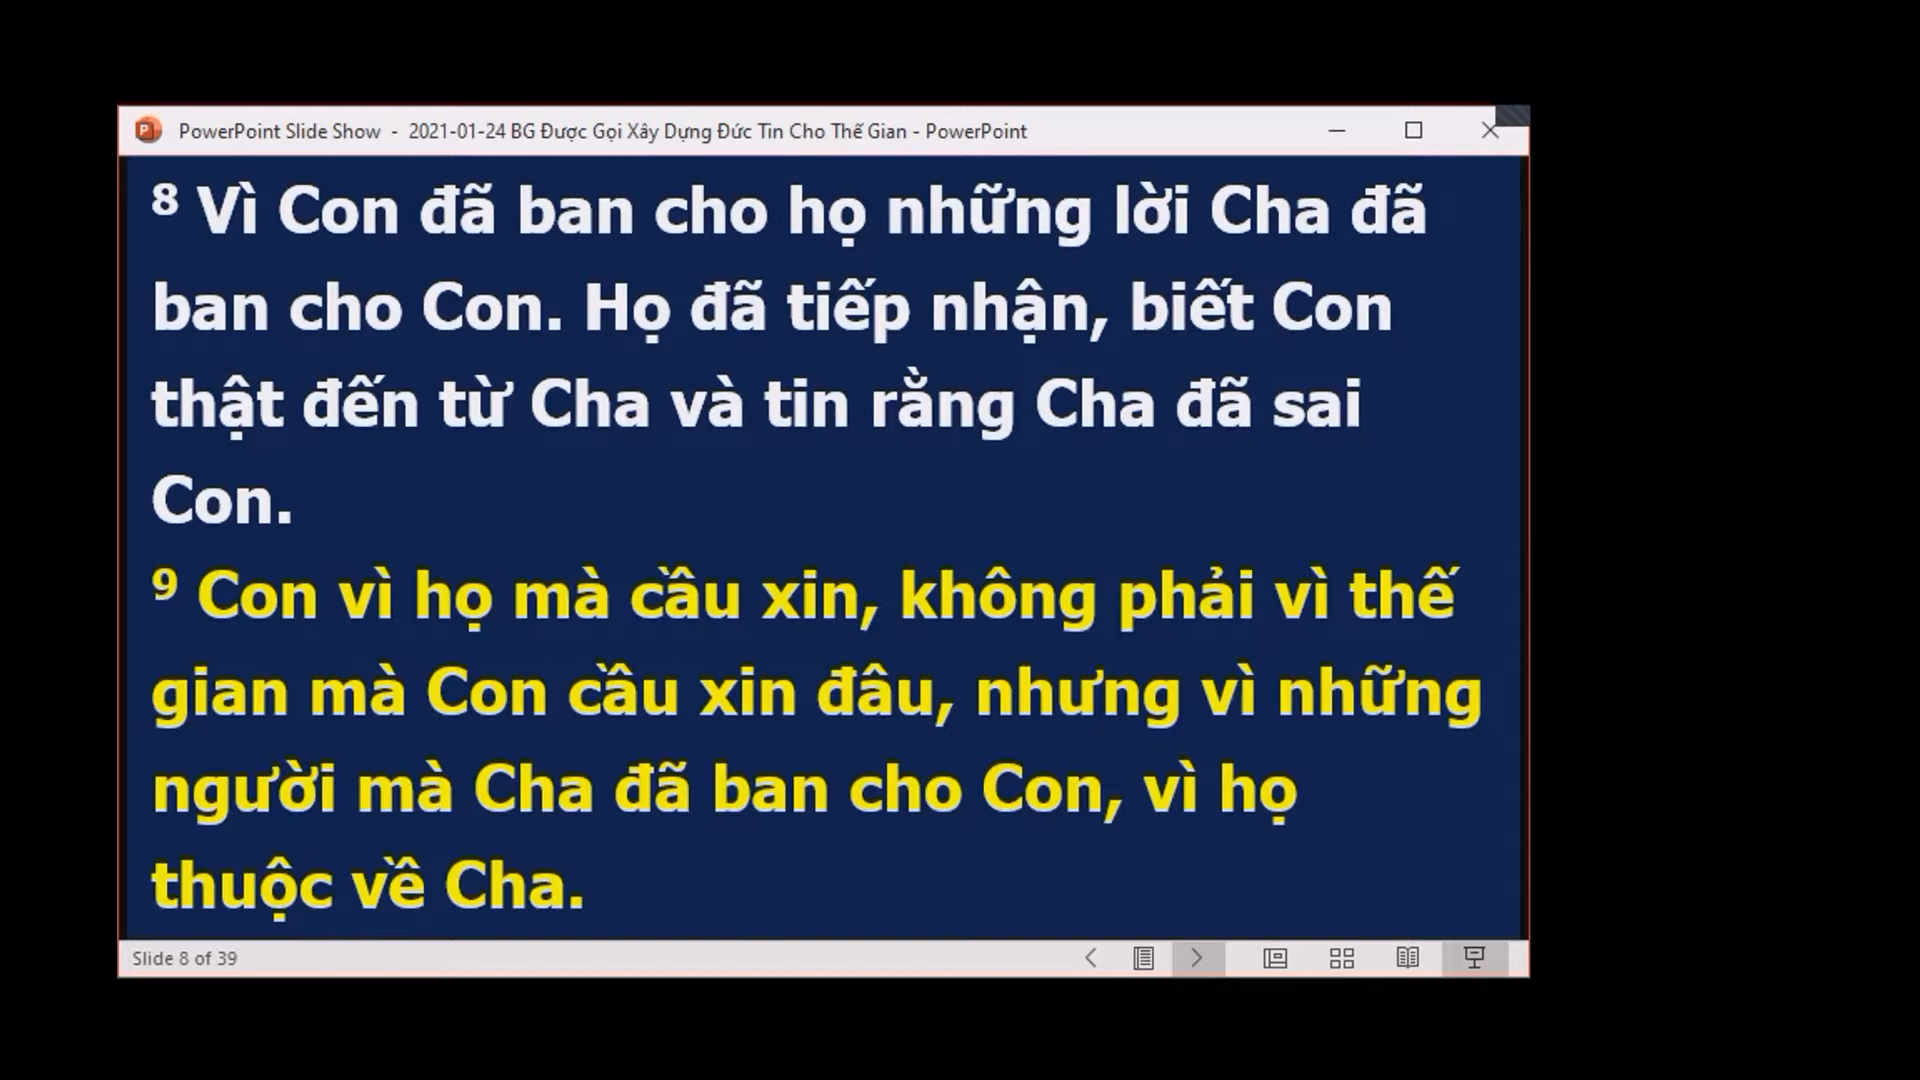 PowerPoint Slide Show - 2021-01-24 BG Được Gọi Xây Dựng Đức Tin Cho Thế Gian - PowerPoint
8 Vì Con đã ban cho họ những lời Cha đã
ban cho Con. Họ đã tiếp nhận, biết Con
thật đến từ Cha và tin rằng Cha đã sai
Con.
9 Con vì họ mà cầu xin, không phải vì thế
gian mà Con cầu xin đâu, nhưng vì những
người mà Cha đã ban cho Con, vì họ
thuộc về Cha.
Slide 8 of 39